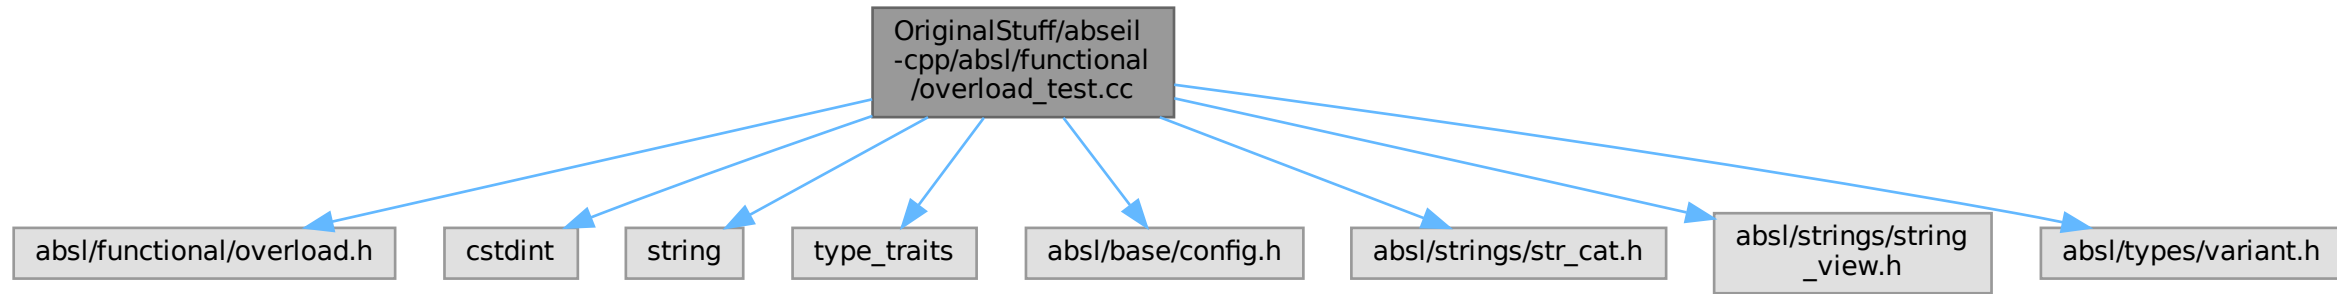 OriginalStuff/abseil
-cpp/absl/functional
/overload_test.cc
absl/functional/overload.h
cstdint
string
type_traits
absl/base/config.h
absl/strings/str_cat.h
absl/strings/string
_view.h
absl/types/variant.h